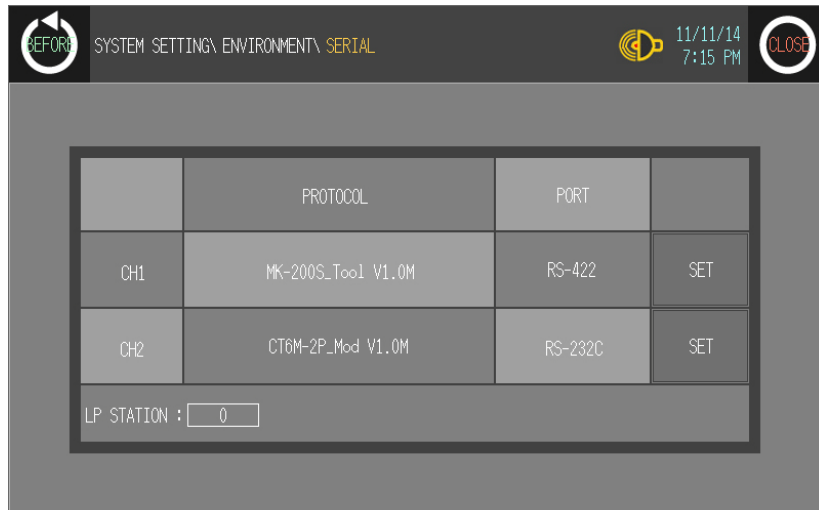 BEFORE
SYSTEM SETTING\ ENVIRONMENT\ SERIAL
11/11/14
7:15 PM
CLOSE
PROTOCOL PORT
CH1 MK-200S_Tool V1.0M RS-422 SET
CH2 CT6M-2P_Mod V1.0M RS-232C SET
LP STATION : 0